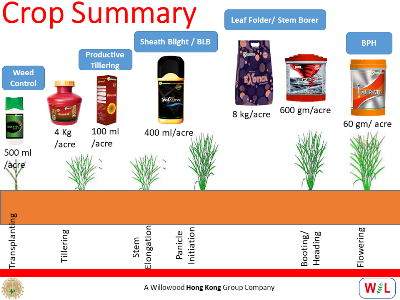 Crop Summary
Leaf Folder/ Stem Borer
Sheath Blight / BLB
BPH
Productive
Tillering
Weed
Control
500 ml
/acre
4 Kg
/acre
100 ml
/acre
400 ml/acre
8 kg/acre
600 gm/acre
60 gm/ acre
Transplanting
Tillering
Stem
Elongation
Panicle
Initiation
Booting/
Heading
Flowering
A Willowood Hong Kong Group Company